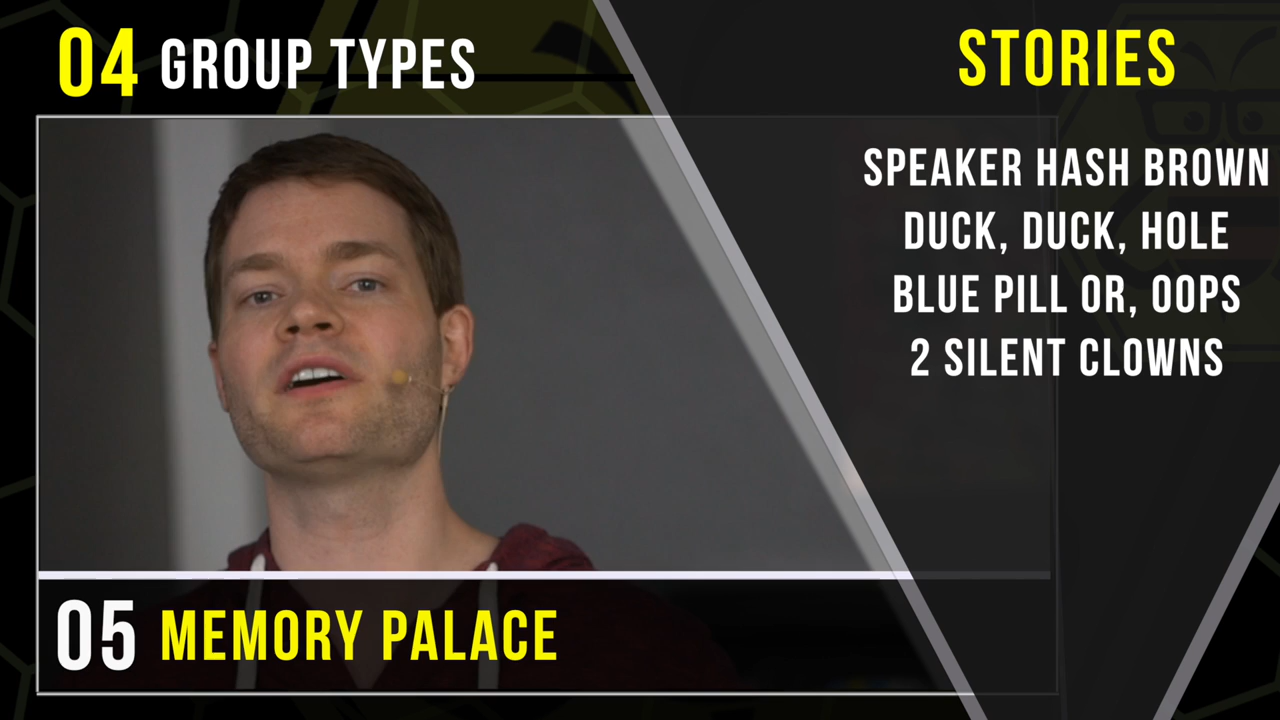 04 GROUP TYPES
STORIES
SPEAKER HASH BROWN
DUCK, DUCK, HOLE
BLUE PILL OR, OOPS
2 SILENT CLOWNS
05 MEMORY PALACE